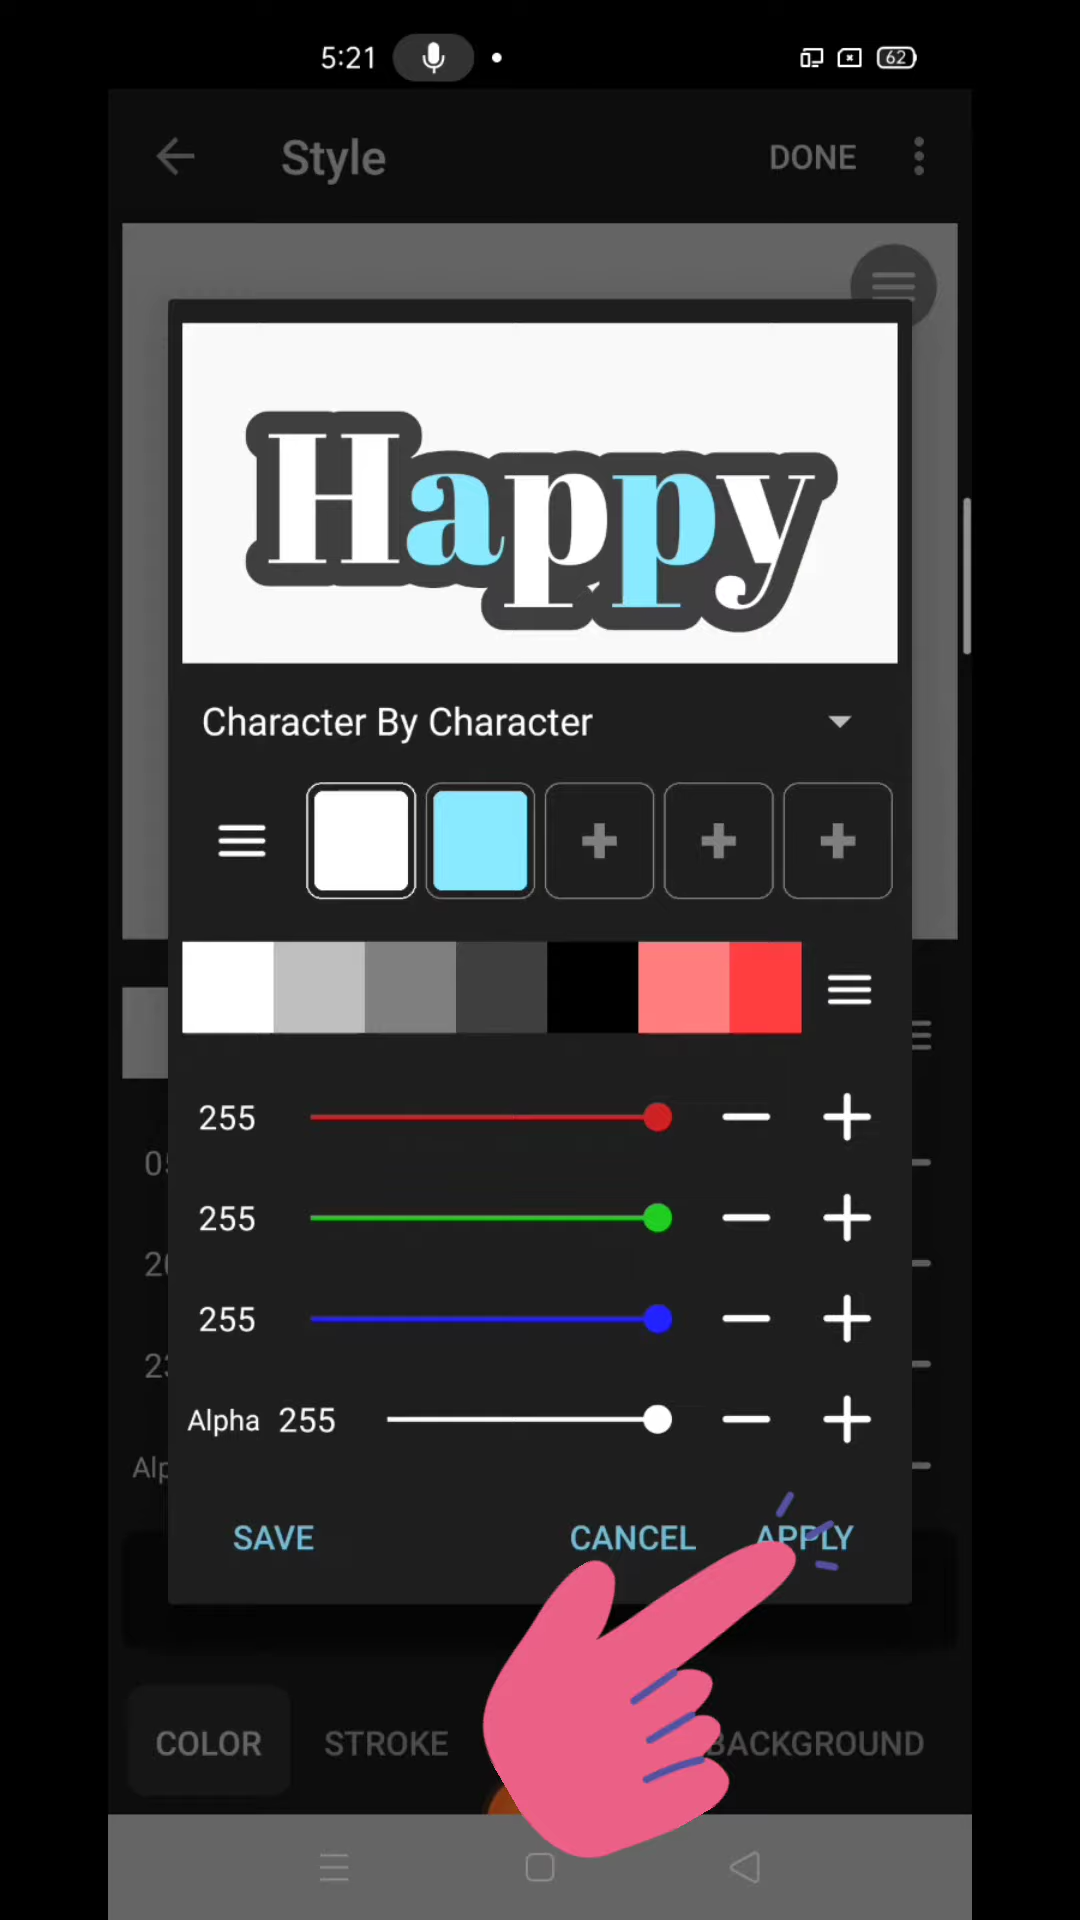 5:21
62
Style
DONE
Happy
Character By Character
255
255
255
Alpha 255
SAVE
CANCEL
APPLY
COLOR
STROKE
BACKGROUND